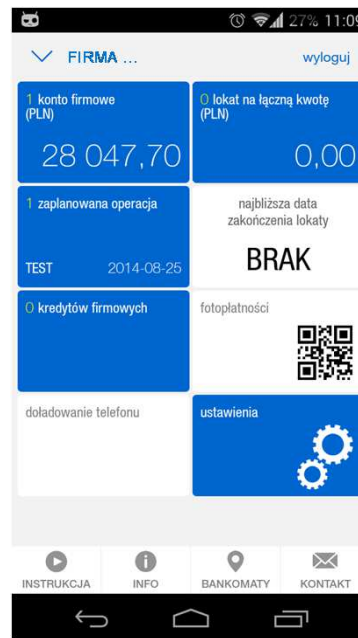 27% 11:09
FIRMA ...
wyloguj
1 konto firmowe
(PLN)
28 047,70
0 lokat na łączną kwotę
(PLN)
0,00
1 zaplanowana operacja
TEST 2014-08-25
najbliższa data
zakończenia lokaty
BRAK
0 kredytów firmowych
fotopłatności
doładowanie telefonu
ustawienia
INSTRUKCJA INFO BANKOMATY KONTAKT